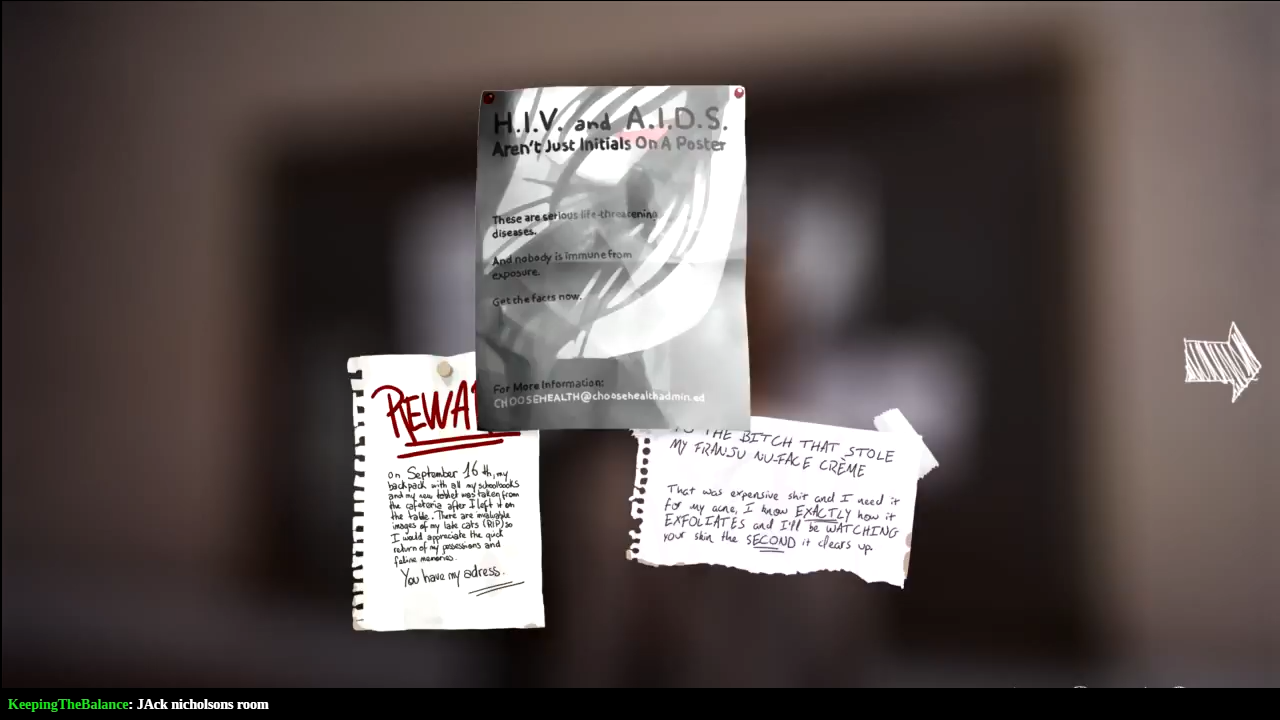 H.I.V. and A.I.D.S.
Aren't Just Initials On A Poster
These are serious life-threatening
diseases.
And nobody is immune from
exposure.
Get the facts now.
For More Information:
CHOOSEHEALTH@choosehealthadmin.ed
on September 16th, my
backpack with all my schoolbooks
and my new tablet was taken from
the cafeteria after I left it on
the table. There are invaluable
images of my late cats (RIP) so
I would appreciate the quick
return of my possessions and
feline memories.
You have my adress.
THE BITCH THAT STOLE
MY FRANJU NU-FACE CRÈME
That was expensive shit and I need it
for my acne, I know EXACTLY how it
EXFOLIATES and I'll be WATCHING
your skin the SECOND it clears up.
KeepingTheBalance: JAck nicholsons room